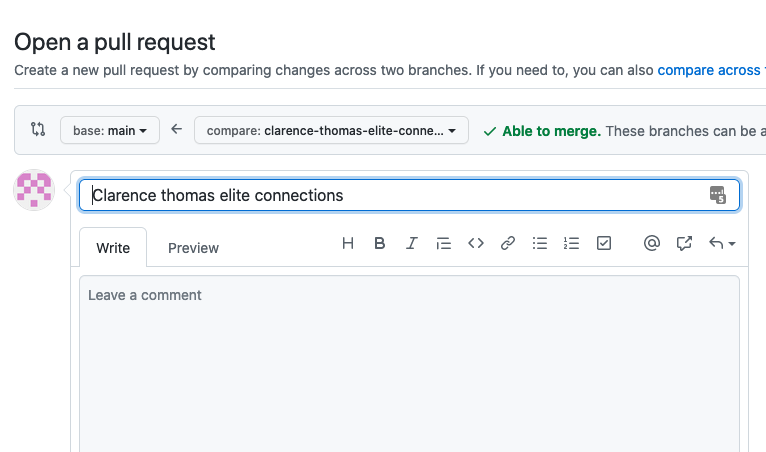 Open a pull request
Create a new pull request by comparing changes across two branches. If you need to, you can also compare across
base: main
compare: clarence-thomas-elite-conne...
Able to merge. These branches can be a
Clarence thomas elite connections
5
Write
Preview
H B I
Leave a comment